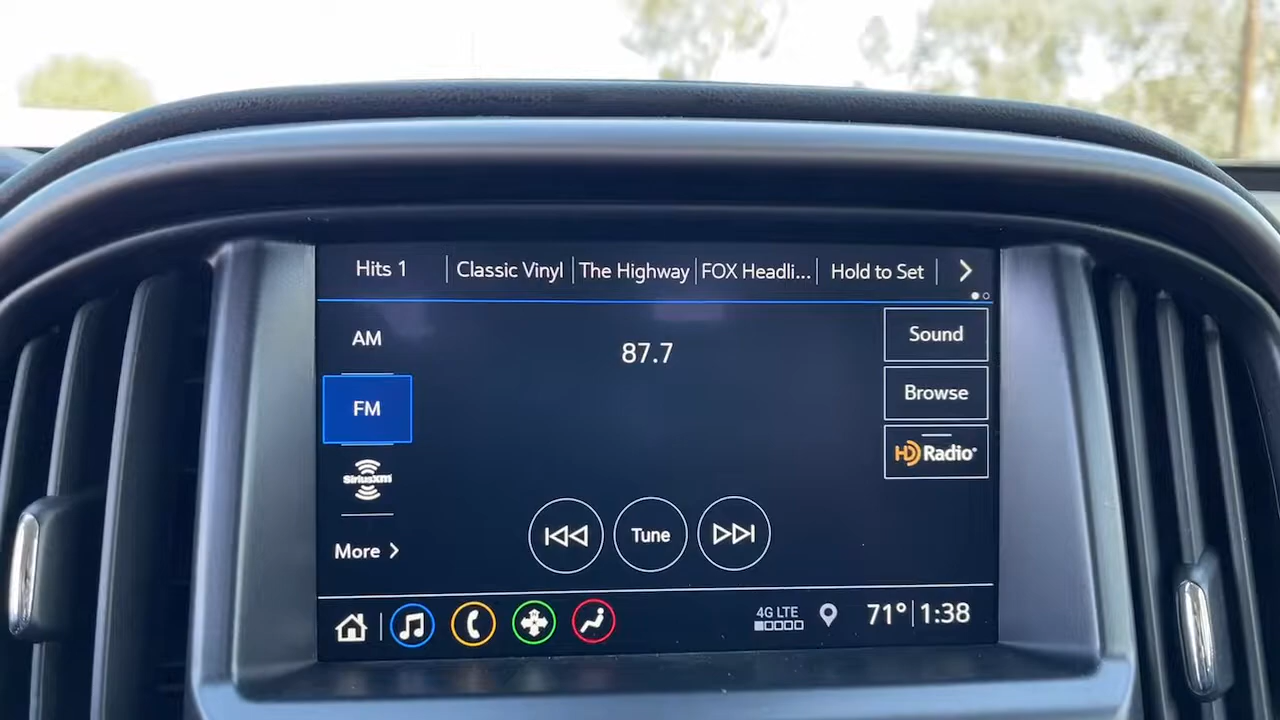 Hits 1
Classic Vinyl
The Highway
FOX Headli...
Hold to Set
AM
87.7
Sound
FM
Browse
SiriusXM
HD Radio
More
Tune
4G LTE
71° 1:38